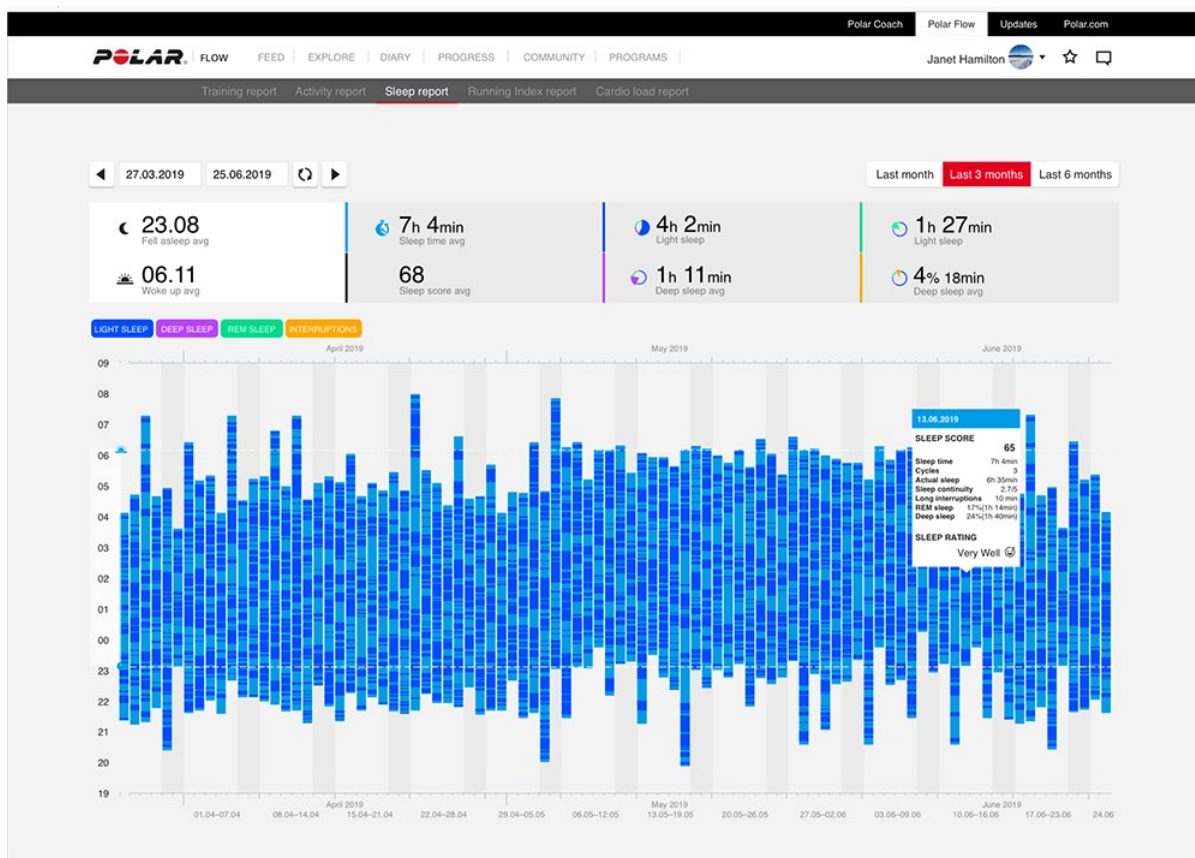 Polar Coach Polar Flow Updates Polar.com
POLAR. FLOW FEED EXPLORE DIARY PROGRESS COMMUNITY PROGRAMS Janet Hamilton
Training report Activity report Sleep report Running Index report Cardio load report
27.03.2019 25.06.2019 Last month Last 3 months Last 6 months
23.08 7h 4min 4h 2min 1h 27min
Fell asleep avg Sleep time avg Light sleep Light sleep
06.11 68 1h 11min 4% 18min
Woke up avg Sleep score avg Deep sleep avg Deep sleep avg
LIGHT SLEEP DEEP SLEEP REM SLEEP INTERRUPTIONS
April 2019 May 2019 June 2019
09
08
07
06
05
04
03
02
01
00
23
22
21
20
19
13.06.2019
SLEEP SCORE
65
Sleep time 7h 4min
Cycles 3
Actual sleep 6h 35min
Sleep continuity 2.7/5
Long interruptions 10 min
REM sleep 17%(1h 14min)
Deep sleep 24%(1h 40min)
SLEEP RATING
Very Well
April 2019 May 2019 June 2019
01.04–07.04 08.04–14.04 15.04–21.04 22.04–28.04 29.04–05.05 06.05–12.05 13.05–19.05 20.05–26.05 27.05–02.06 03.06–09.06 10.06–16.06 17.06–23.06 24.06